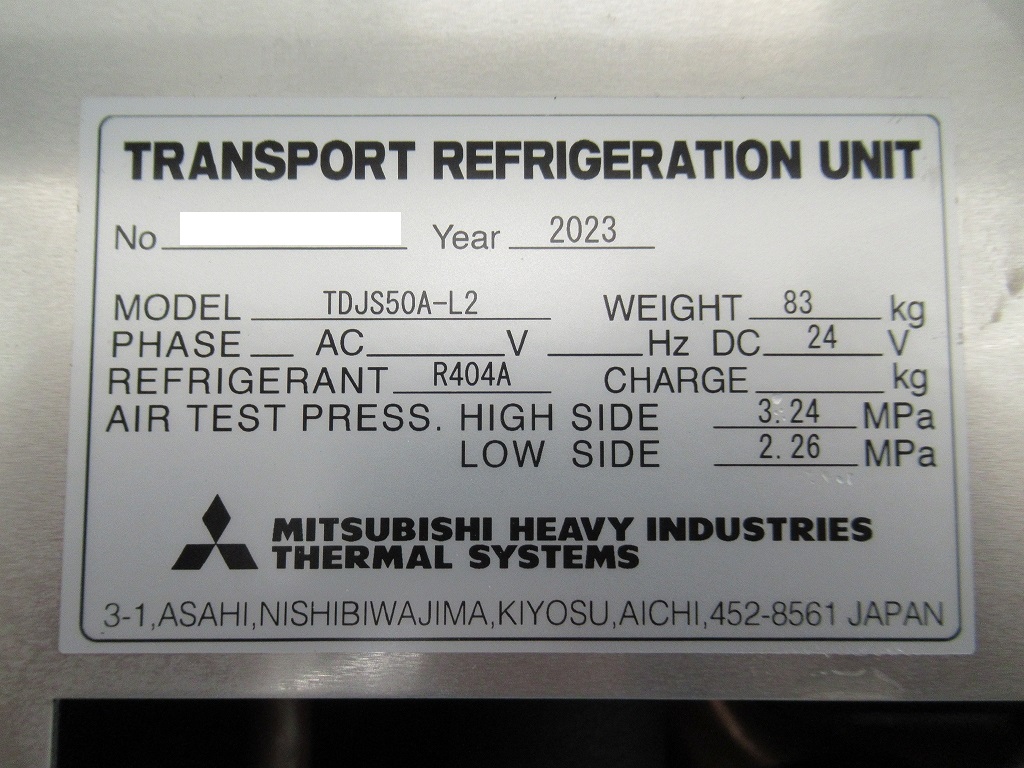 TRANSPORT REFRIGERATION UNIT
No Year 2023
MODEL TDJS50A-L2 WEIGHT 83 kg
PHASE AC V Hz DC 24 V
REFRIGERANT R404A CHARGE kg
AIR TEST PRESS. HIGH SIDE 3.24 MPa
LOW SIDE 2.26 MPa
MITSUBISHI HEAVY INDUSTRIES
THERMAL SYSTEMS
3-1,ASAHI,NISHIBIWAJIMA,KIYOSU,AICHI,452-8561 JAPAN